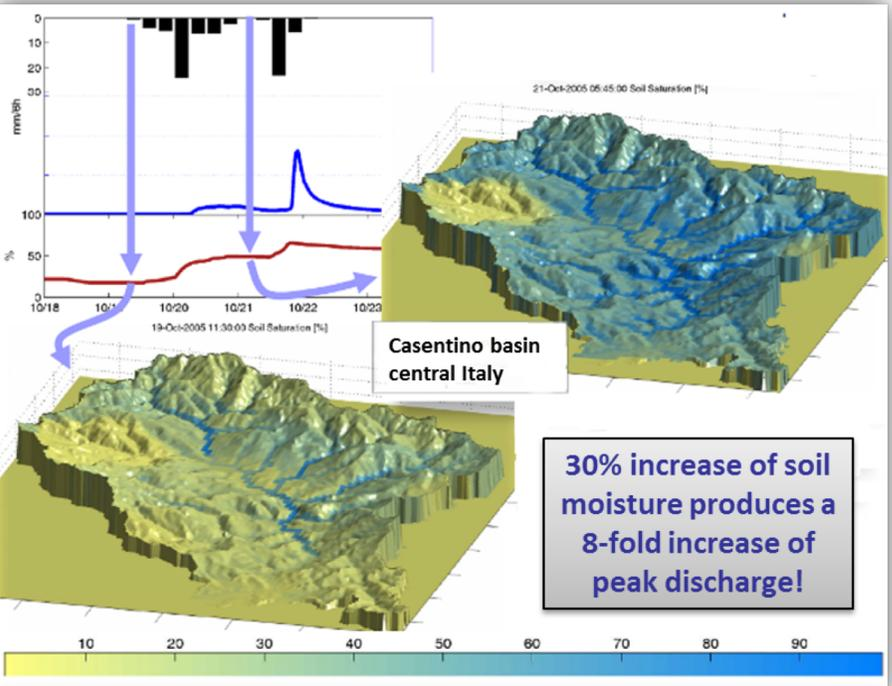 0
10
20
30
mm/6h
100
50
0
%
10/18
10/20
10/21
10/22
10/23
21-Oct-2005 05:45:00 Soil Saturation [%]
19-Oct-2005 11:30:00 Soil Saturation [%]
Casentino basin
central Italy
30% increase of soil
moisture produces a
8-fold increase of
peak discharge!
10 20 30 40 50 60 70 80 90